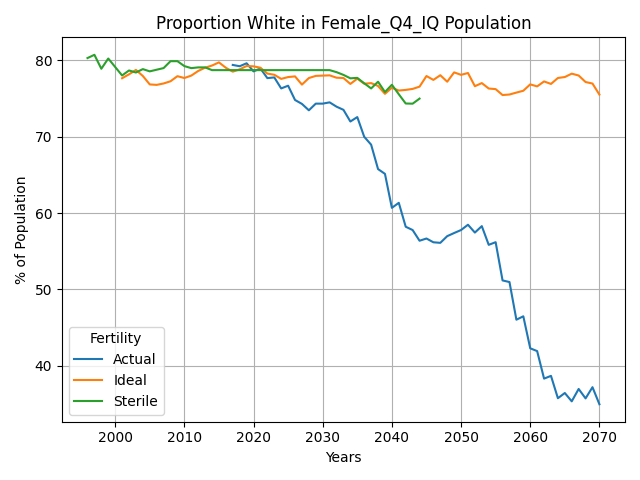 Proportion White in Female_Q4_IQ Population
% of Population
80
70
60
50
40
Fertility
Actual
Ideal
Sterile
2000
2010
2020
2030
2040
2050
2060
2070
Years